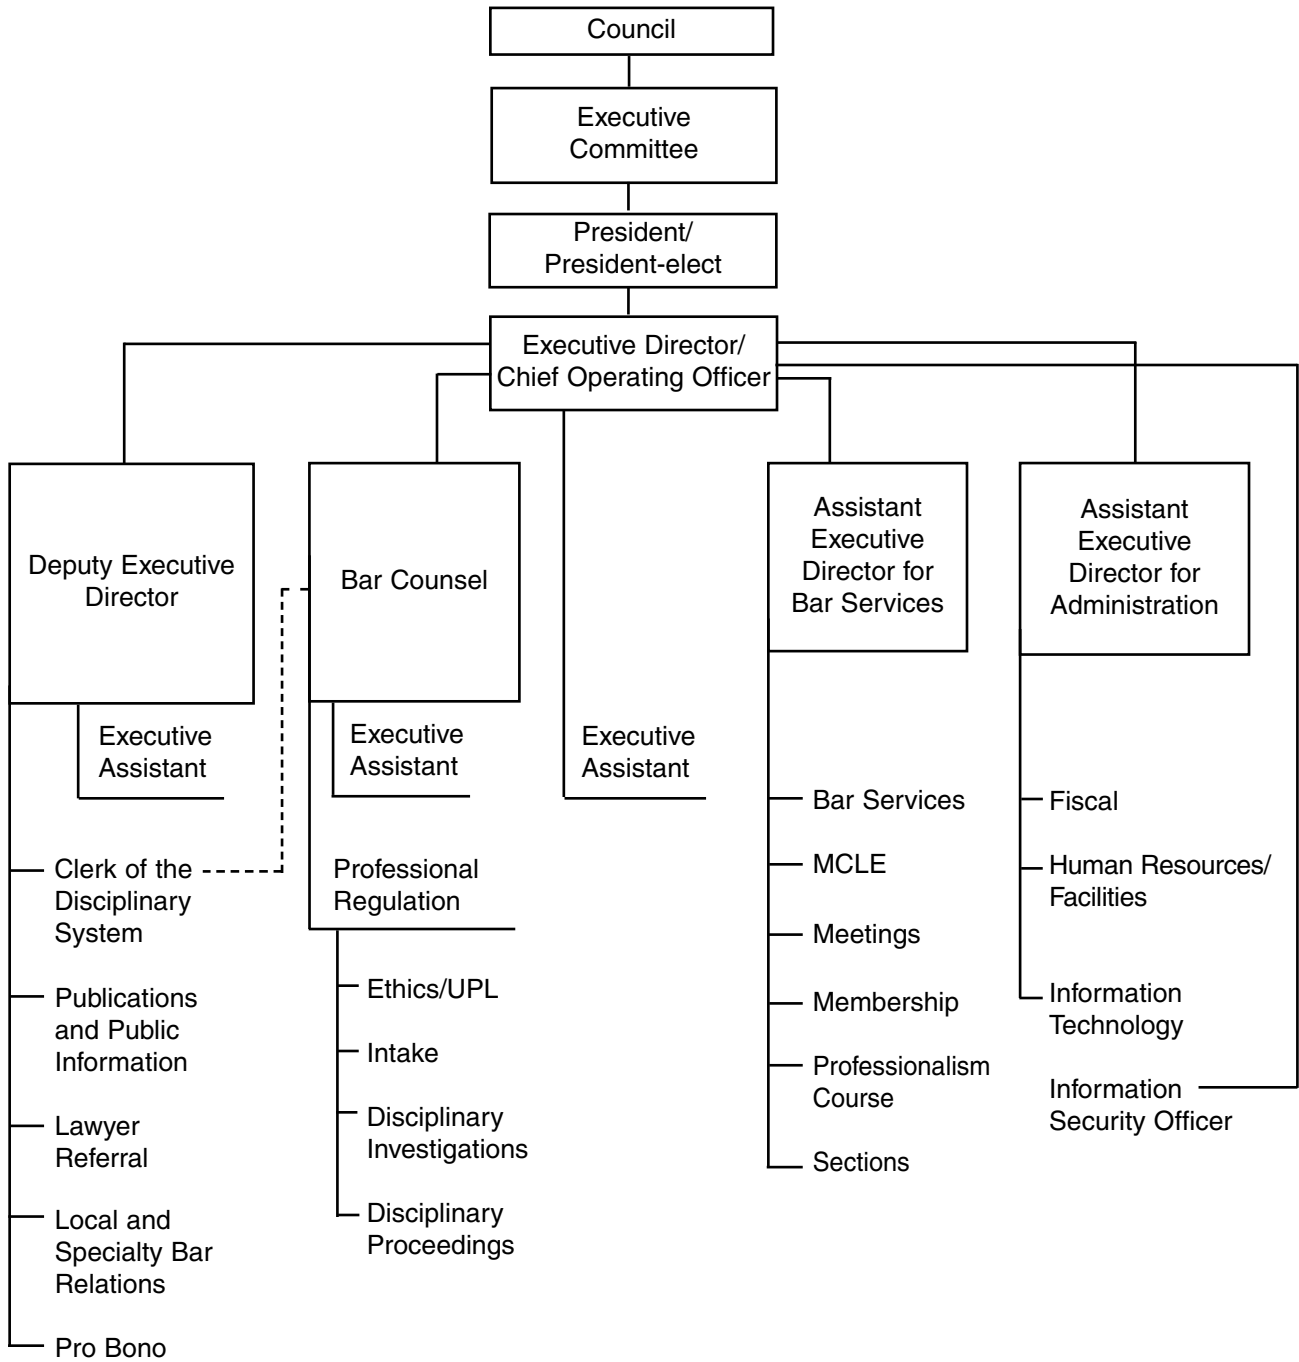 Council
Executive
Committee
President/
President-elect
Executive Director/
Chief Operating Officer
Deputy Executive
Director
Bar Counsel
Assistant
Executive
Director for
Bar Services
Assistant
Executive
Director for
Administration
Executive
Assistant
Executive
Assistant
Executive
Assistant
Clerk of the
Disciplinary
System
Publications
and Public
Information
Lawyer
Referral
Local and
Specialty Bar
Relations
Pro Bono
Professional
Regulation
Ethics/UPL
Intake
Disciplinary
Investigations
Disciplinary
Proceedings
Bar Services
MCLE
Meetings
Membership
Professionalism
Course
Sections
Fiscal
Human Resources/
Facilities
Information
Technology
Information
Security Officer